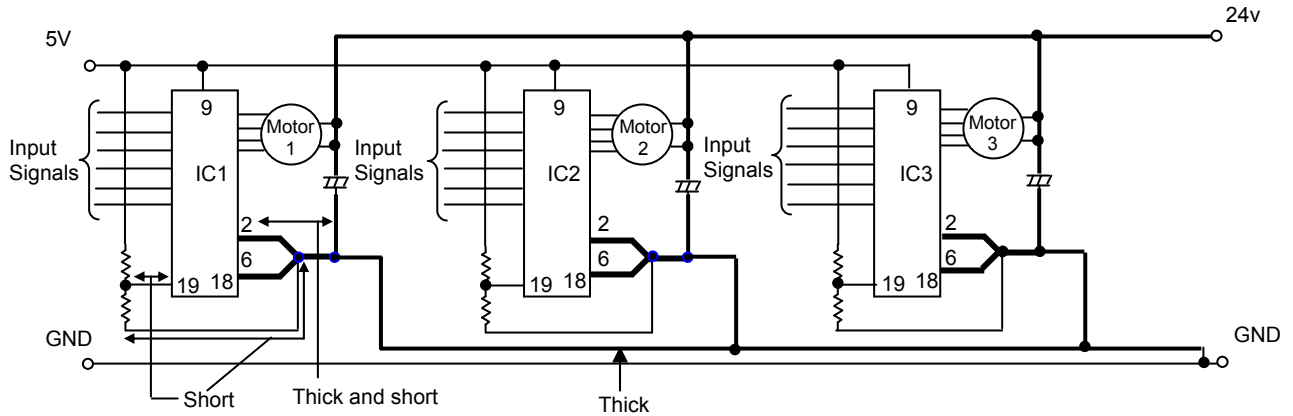 24v
5V
9
9
9
Motor
1
Motor
2
Motor
3
Input
Signals
Input
Signals
Input
Signals
IC1
IC2
IC3
2
6
19
18
2
6
19
18
2
6
19
18
GND
GND
Short
Thick and short
Thick